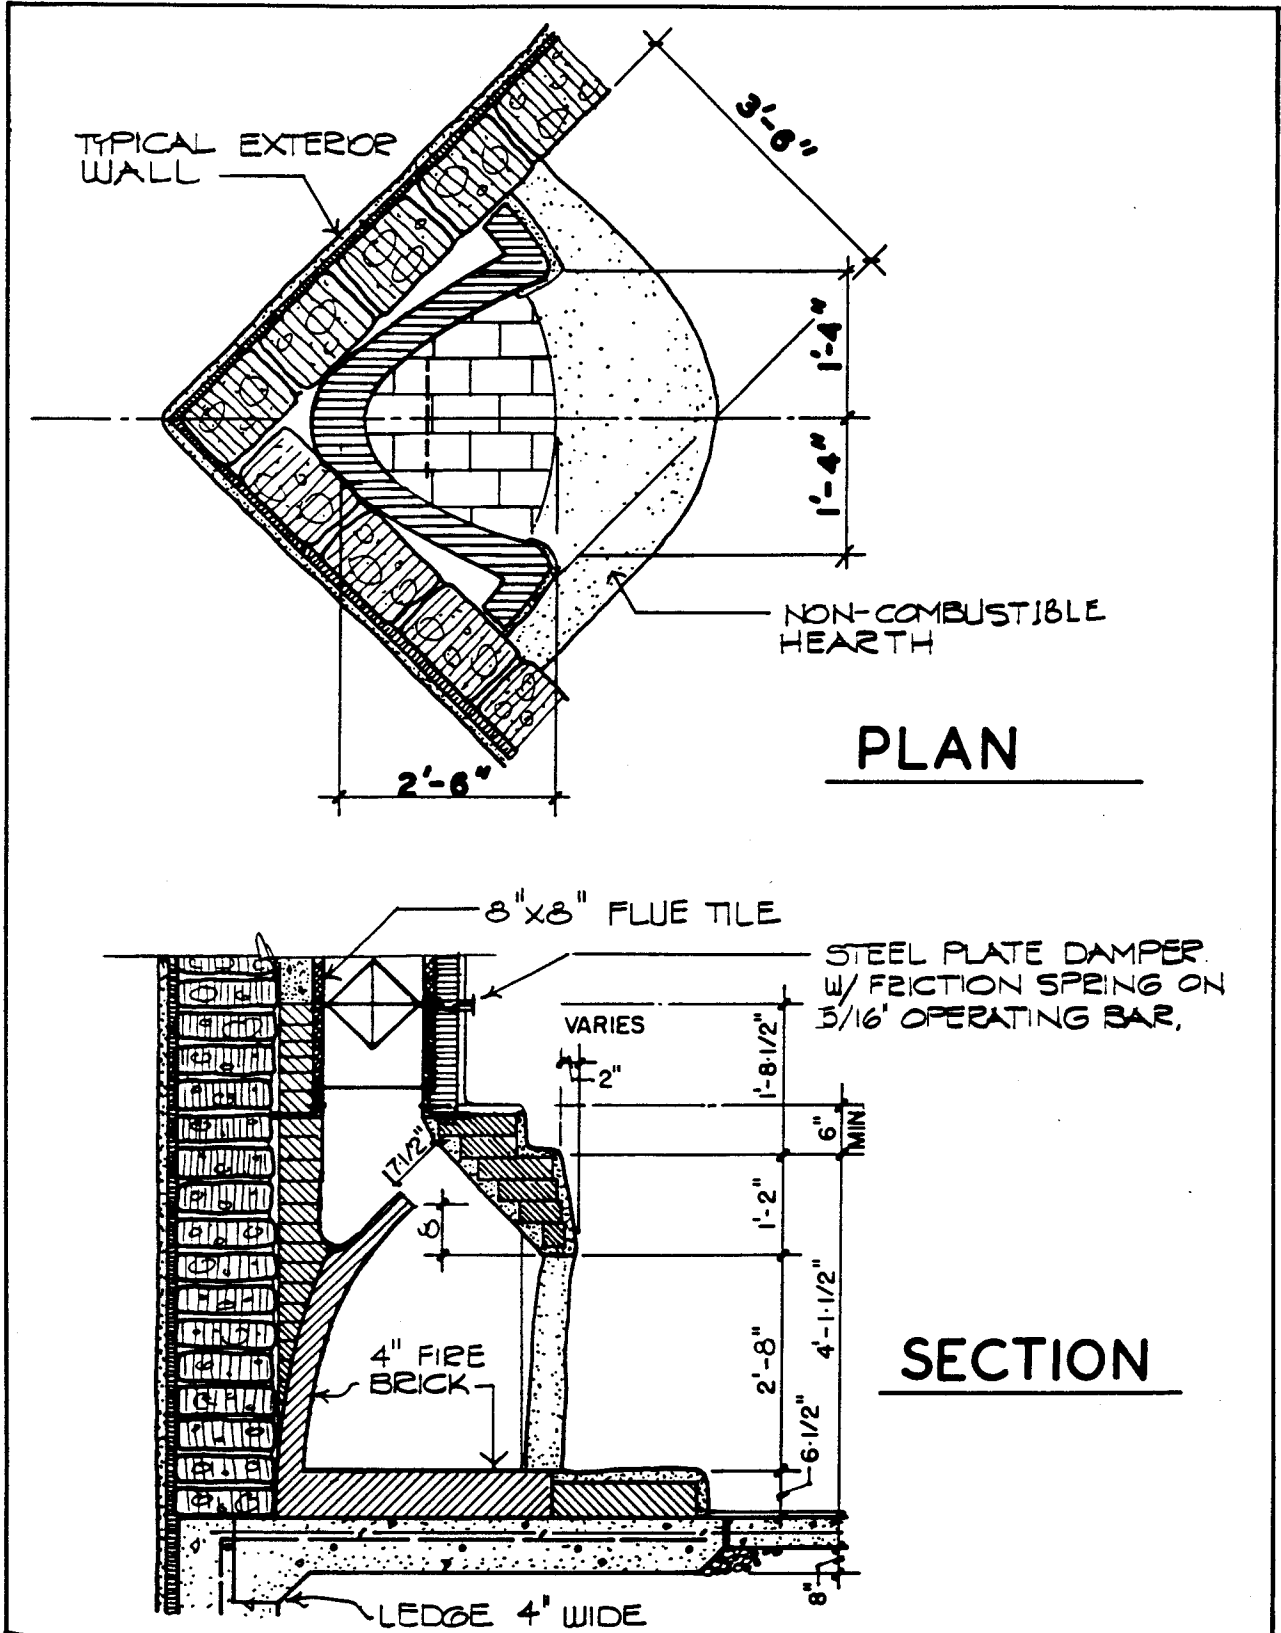 TYPICAL EXTERIOR
WALL
3'-6"
1'-4"
1'-4"
NON-COMBUSTIBLE
HEARTH
PLAN
2'-6"
8"x8" FLUE TILE
STEEL PLATE DAMPER
W/ FRICTION SPRING ON
5/16" OPERATING BAR.
VARIES
2"
1'-8-1/2"
6"
MIN
17-1/2"
1'-2"
8
4'-1-1/2"
4" FIRE
BRICK
2'-8"
SECTION
6-1/2"
8"
LEDGE 4" WIDE